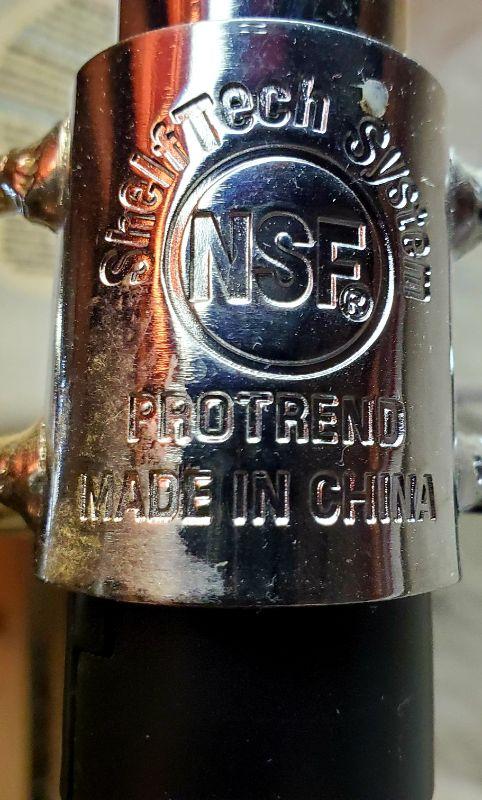 ShelfTech System
NSF®
PROTREND
MADE IN CHINA